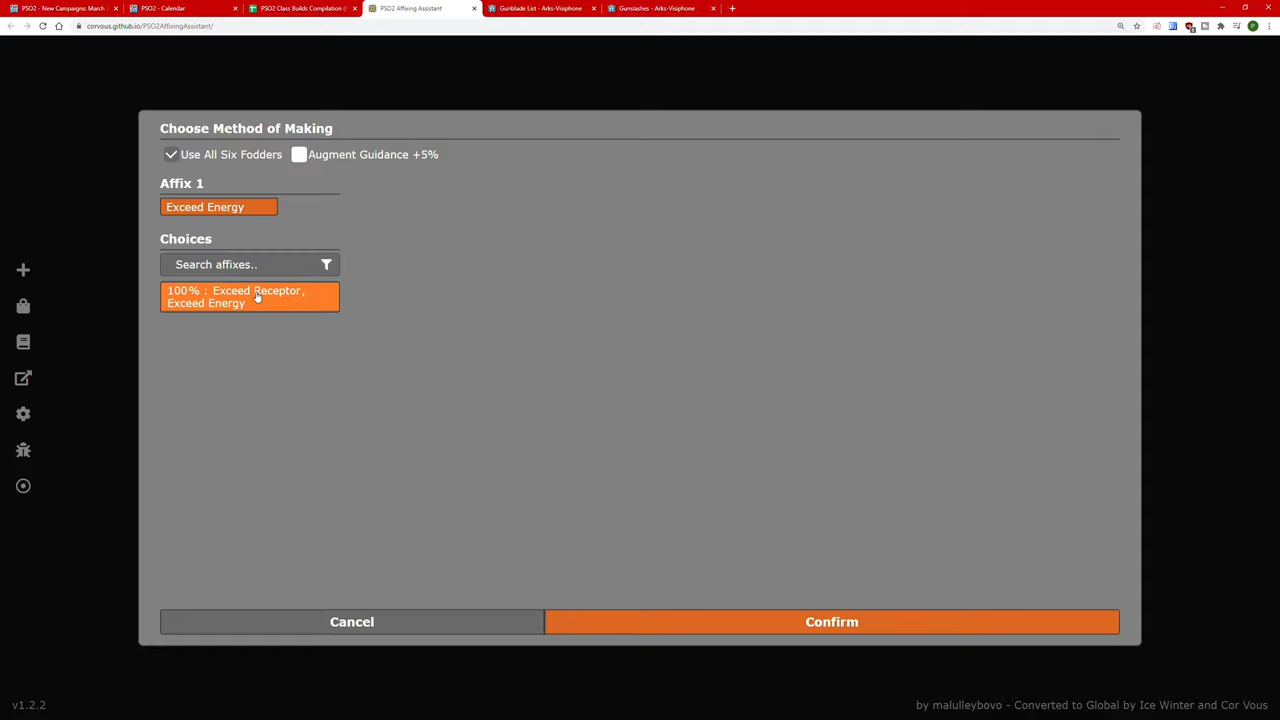 PSO2 - New Campaigns: March
PSO2 - Calendar
PSO2 Class Builds Compilation (
PSO2 Affixing Assistant
Gunblade List - Arks-Visiphone
Gunslashes - Arks-Visiphone
corvous.github.io/PSO2AffixingAssistant/
Choose Method of Making
Use All Six Fodders
Augment Guidance +5%
Affix 1
Exceed Energy
Choices
Search affixes..
100% : Exceed Receptor,
Exceed Energy
Cancel
Confirm
v1.2.2
by malulleybovo - Converted to Global by Ice Winter and Cor Vous